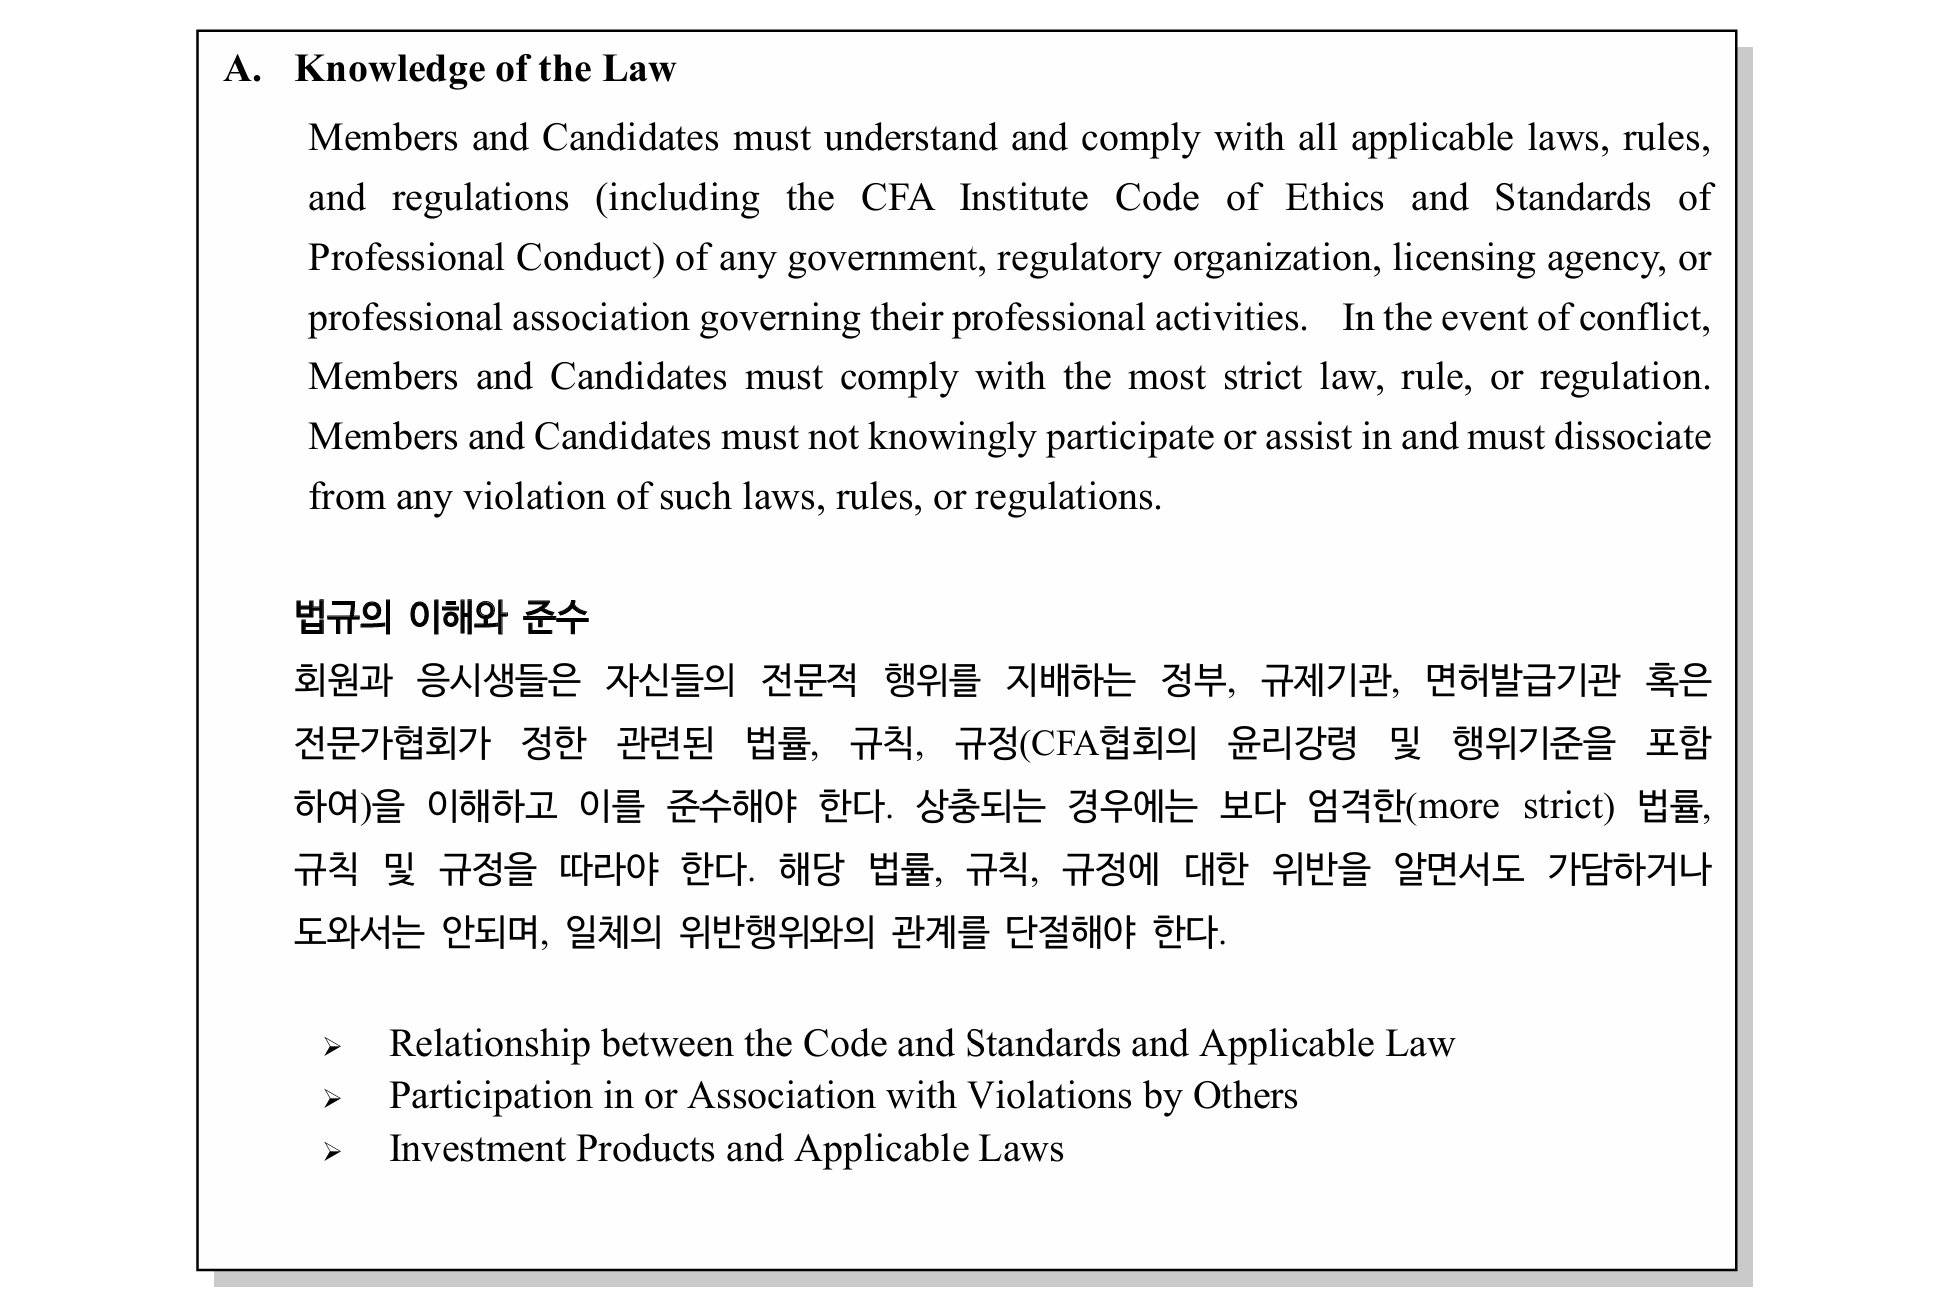 A. Knowledge of the Law
Members and Candidates must understand and comply with all applicable laws, rules,
and regulations (including the CFA Institute Code of Ethics and Standards of
Professional Conduct) of any government, regulatory organization, licensing agency, or
professional association governing their professional activities. In the event of conflict,
Members and Candidates must comply with the most strict law, rule, or regulation.
Members and Candidates must not knowingly participate or assist in and must dissociate
from any violation of such laws, rules, or regulations.
법규의 이해와 준수
회원과 응시생들은 자신들의 전문적 행위를 지배하는 정부, 규제기관, 면허발급기관 혹은
전문가협회가 정한 관련된 법률, 규칙, 규정(CFA협회의 윤리강령 및 행위기준을 포함
하여)을 이해하고 이를 준수해야 한다. 상충되는 경우에는 보다 엄격한(more strict) 법률,
규칙 및 규정을 따라야 한다. 해당 법률, 규칙, 규정에 대한 위반을 알면서도 가담하거나
도와서는 안되며, 일체의 위반행위와의 관계를 단절해야 한다.
➢ Relationship between the Code and Standards and Applicable Law
➢ Participation in or Association with Violations by Others
➢ Investment Products and Applicable Laws